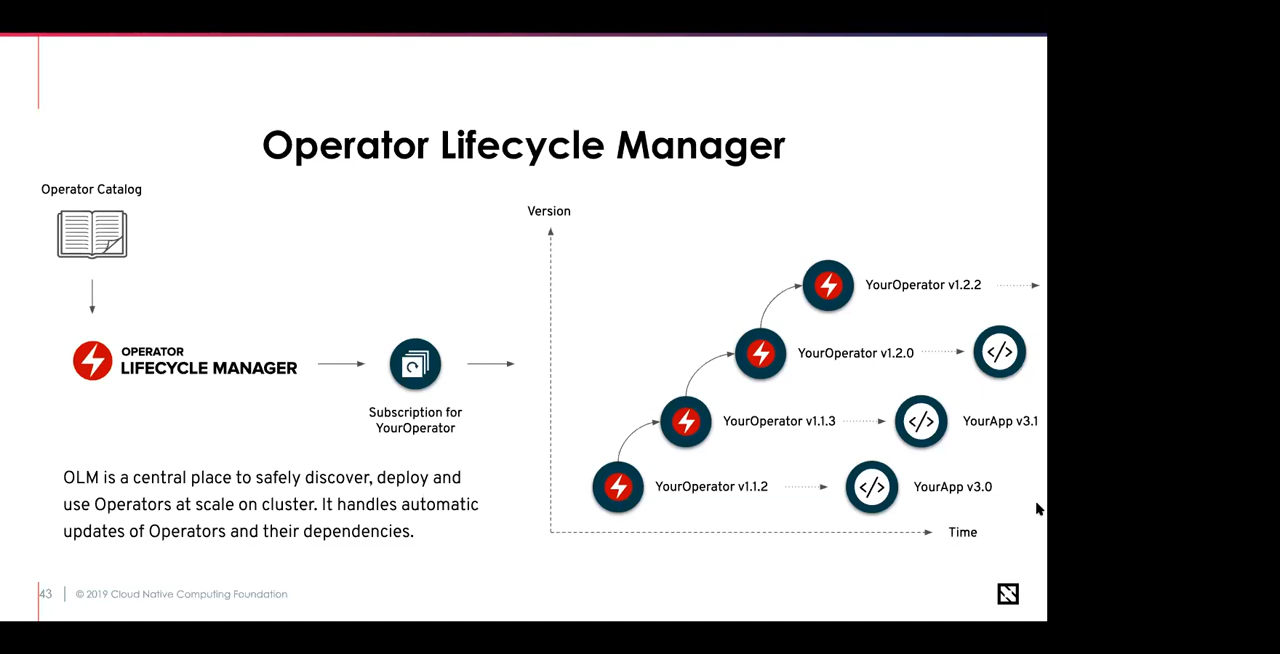 Operator Lifecycle Manager
Operator Catalog
OPERATOR
LIFECYCLE MANAGER
Subscription for
YourOperator
OLM is a central place to safely discover, deploy and
use Operators at scale on cluster. It handles automatic
updates of Operators and their dependencies.
Version
YourOperator v1.2.2
YourOperator v1.2.0
YourOperator v1.1.3
YourApp v3.1
YourOperator v1.1.2
YourApp v3.0
Time
</>
</>
</>
43
© 2019 Cloud Native Computing Foundation